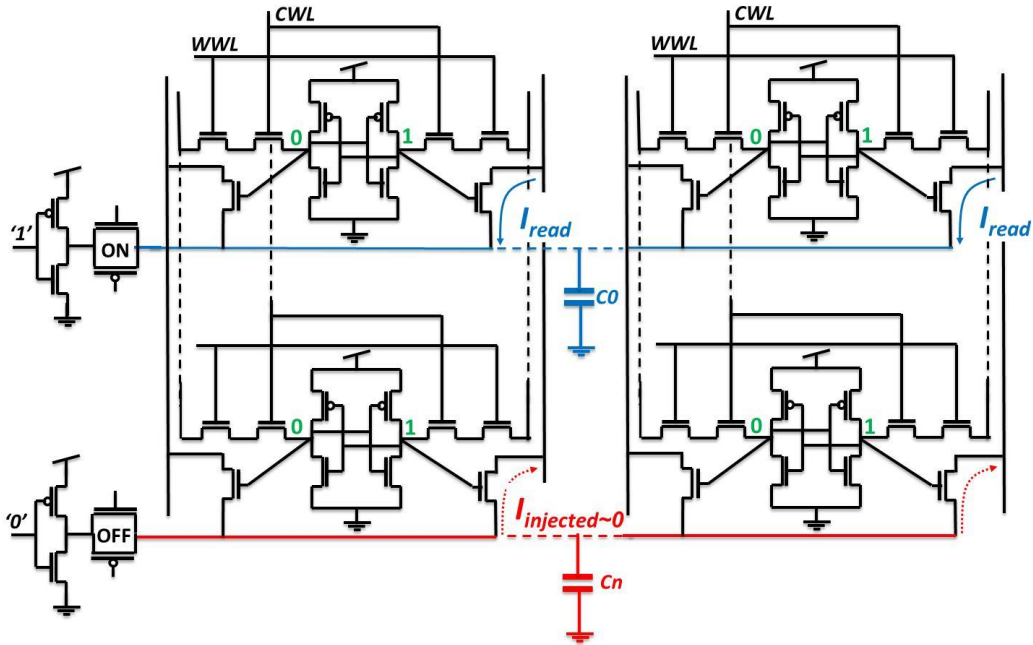 CWL
CWL
WWL
WWL
0
1
0
1
'1'
ON
I_read
I_read
C0
0
1
0
1
'0'
OFF
I_injected~0
Cn